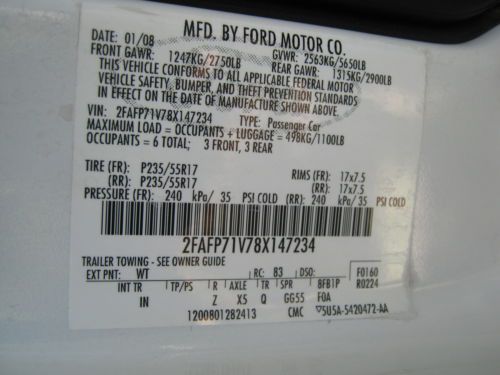 MFD. BY FORD MOTOR CO.
DATE: 01/08 GVWR: 2563KG/5650LB
FRONT GAWR: 1247KG/2750LB REAR GAWR: 1315KG/2900LB
THIS VEHICLE CONFORMS TO ALL APPLICABLE FEDERAL MOTOR
VEHICLE SAFETY, BUMPER, AND THEFT PREVENTION STANDARDS
IN EFFECT ON THE DATE OF MANUFACTURE SHOWN ABOVE.
VIN: 2FAFP71V78X147234 TYPE: Passenger Car
MAXIMUM LOAD = OCCUPANTS + LUGGAGE = 498KG/1100LB
OCCUPANTS = 6 TOTAL; 3 FRONT, 3 REAR
TIRE (FR): P235/55R17 RIMS (FR): 17x7.5
(RR): P235/55R17 (RR): 17x7.5
PRESSURE (FR): 240 kPa/ 35 PSI COLD (RR): 240 kPa/ 35 PSI COLD
2FAFP71V78X147234
TRAILER TOWING - SEE OWNER GUIDE
EXT PNT: WT RC: 83 DSO: F0160
INT TR TP/PS R AXLE TR SPR BFB1P R0224
IN Z X5 Q GG55 FOA
1200801282413 CMC ▽5U5A-5420472-AA